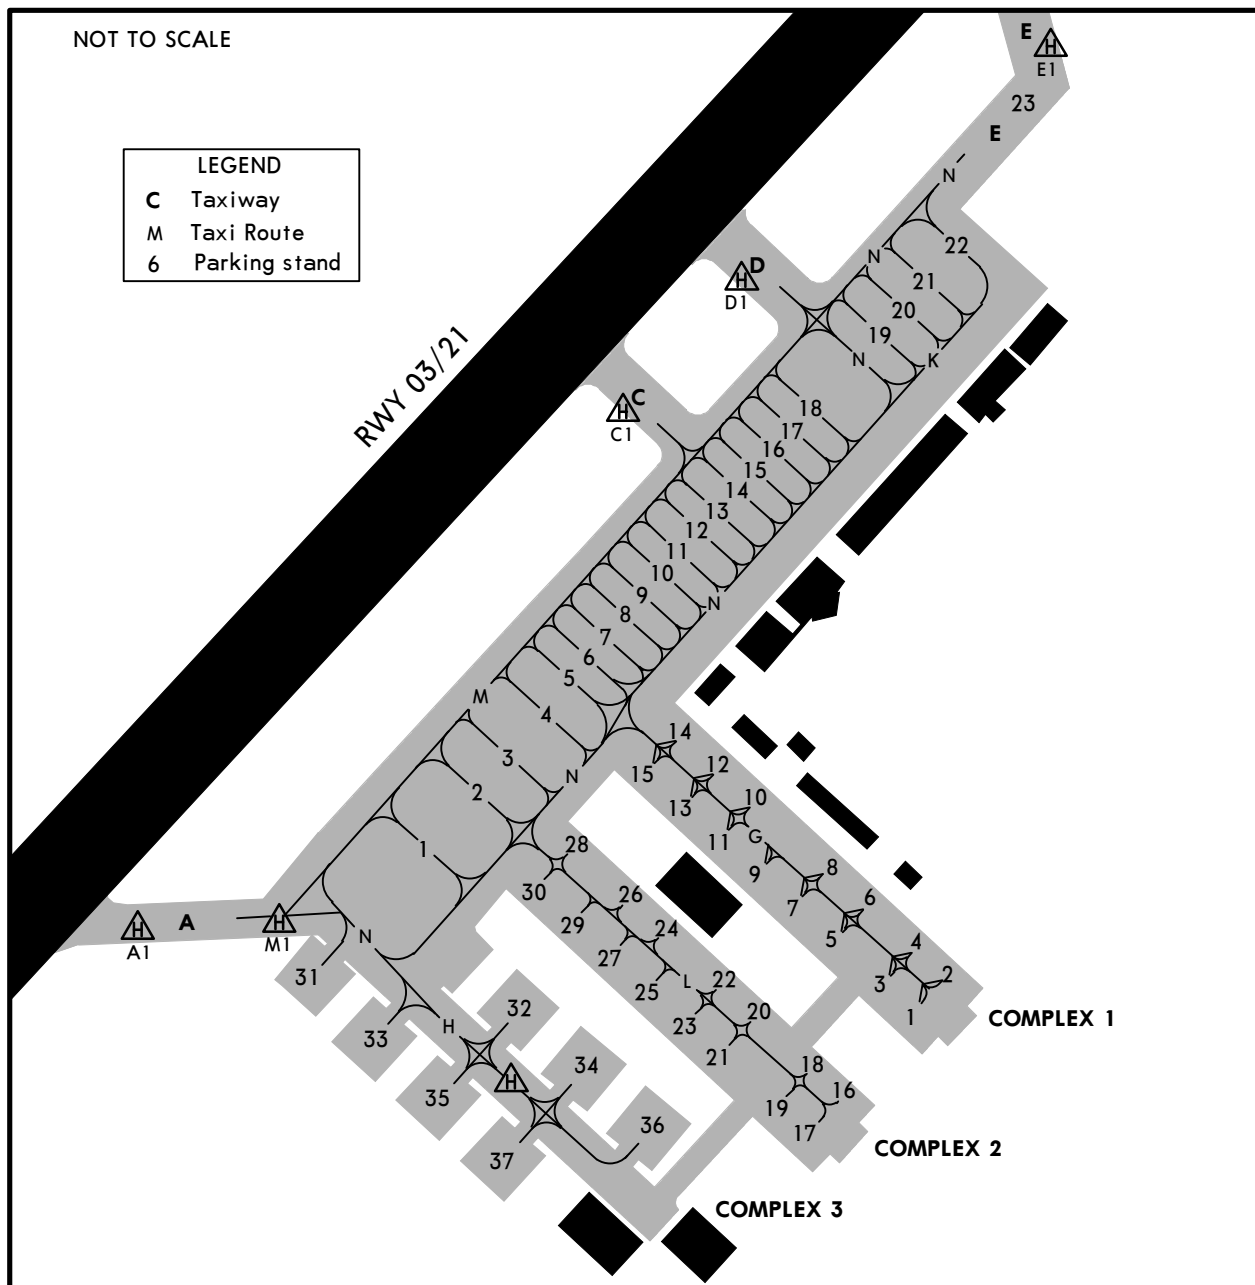 NOT TO SCALE
E
H
E1
23
E
LEGEND
C Taxiway
M Taxi Route
6 Parking stand
N
22
N
D
H
D1
21
20
19
N
K
RWY 03/21
C
H
C1
18
17
16
15
14
13
12
11
10
9
N
8
7
6
5
M
4
3
N
2
1
14
15
12
13
10
11
G
9
8
7
6
5
4
3
2
1
COMPLEX 1
28
30
26
29
24
27
25
L
22
23
20
21
18
19
16
17
COMPLEX 2
A
H
A1
H
M1
N
31
33
H
32
35
H
34
37
36
COMPLEX 3